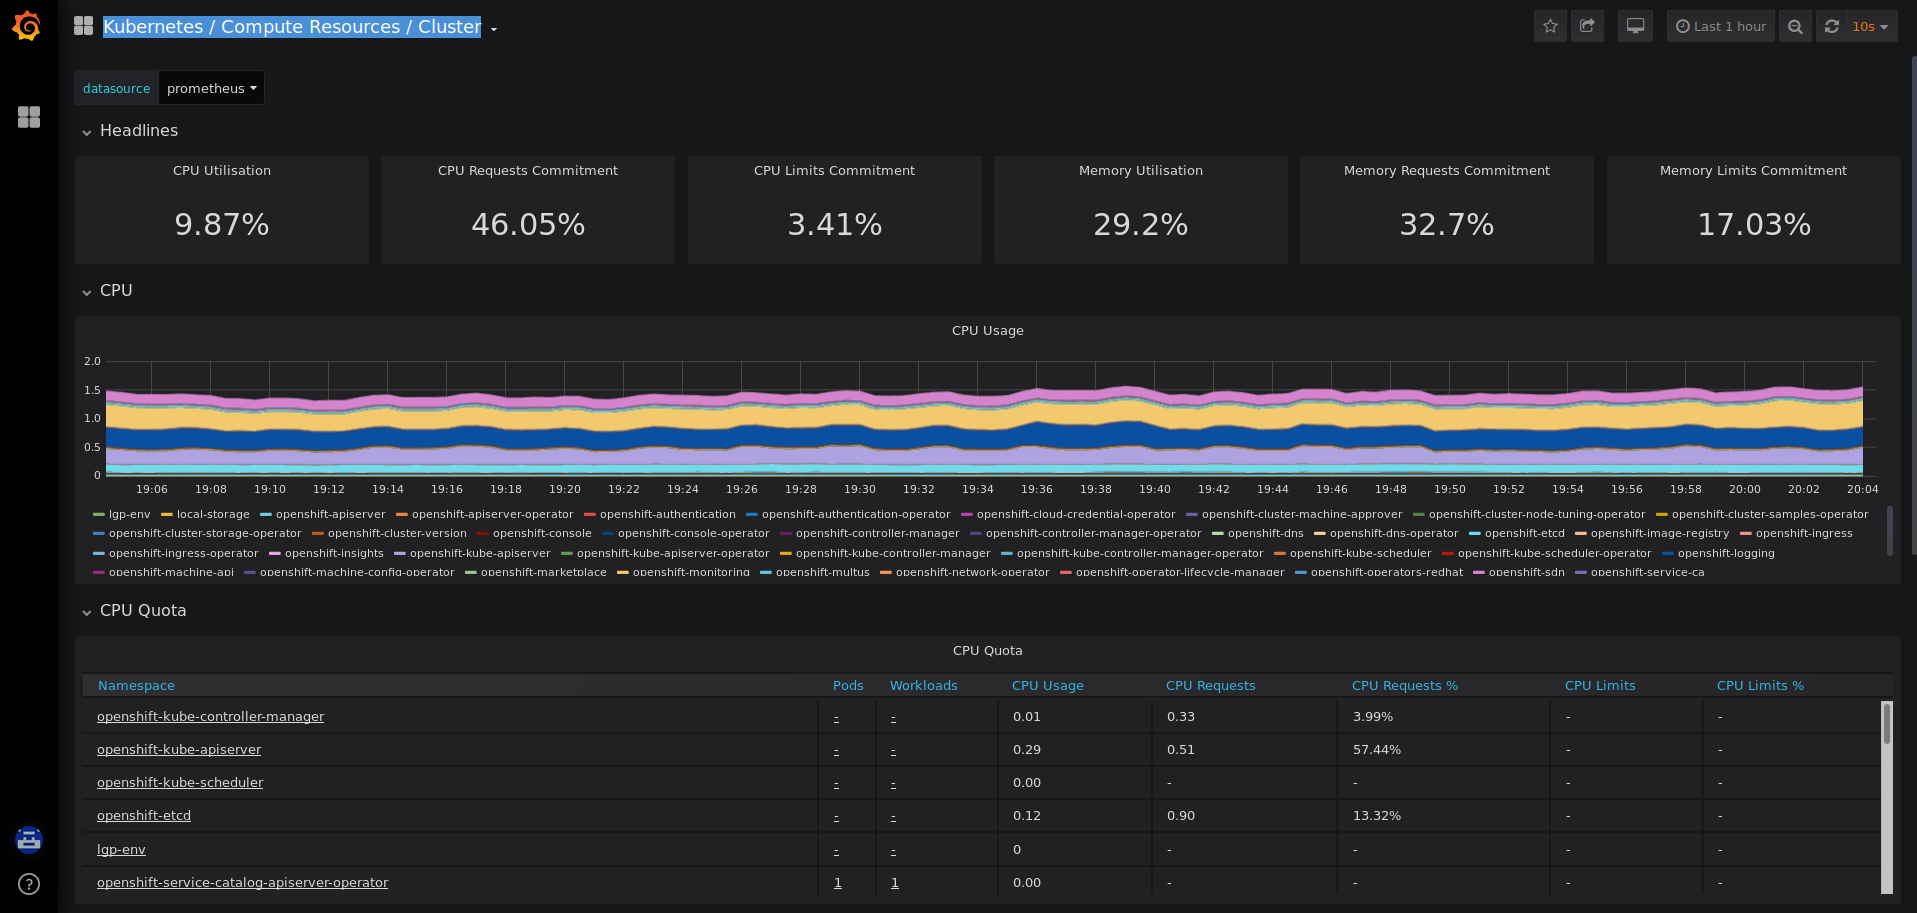 Kubernetes / Compute Resources / Cluster
Last 1 hour
10s
datasource prometheus
Headlines
CPU Utilisation
9.87%
CPU Requests Commitment
46.05%
CPU Limits Commitment
3.41%
Memory Utilisation
29.2%
Memory Requests Commitment
32.7%
Memory Limits Commitment
17.03%
CPU
CPU Usage
2.0
1.5
1.0
0.5
0
19:06 19:08 19:10 19:12 19:14 19:16 19:18 19:20 19:22 19:24 19:26 19:28 19:30 19:32 19:34 19:36 19:38 19:40 19:42 19:44 19:46 19:48 19:50 19:52 19:54 19:56 19:58 20:00 20:02 20:04
lgp-env local-storage openshift-apiserver openshift-apiserver-operator openshift-authentication openshift-authentication-operator openshift-cloud-credential-operator openshift-cluster-machine-approver openshift-cluster-node-tuning-operator openshift-cluster-samples-operator
openshift-cluster-storage-operator openshift-cluster-version openshift-console openshift-console-operator openshift-controller-manager openshift-controller-manager-operator openshift-dns openshift-dns-operator openshift-etcd openshift-image-registry openshift-ingress
openshift-ingress-operator openshift-insights openshift-kube-apiserver openshift-kube-apiserver-operator openshift-kube-controller-manager openshift-kube-controller-manager-operator openshift-kube-scheduler openshift-kube-scheduler-operator openshift-logging
openshift-machine-api openshift-machine-config-operator openshift-marketplace openshift-monitoring openshift-multus openshift-network-operator openshift-operator-lifecycle-manager openshift-operators-redhat openshift-sdn openshift-service-ca
CPU Quota
CPU Quota
Namespace Pods Workloads CPU Usage CPU Requests CPU Requests % CPU Limits CPU Limits %
openshift-kube-controller-manager - - 0.01 0.33 3.99% - -
openshift-kube-apiserver - - 0.29 0.51 57.44% - -
openshift-kube-scheduler - - 0.00 - - - -
openshift-etcd - - 0.12 0.90 13.32% - -
lgp-env - - 0 - - - -
openshift-service-catalog-apiserver-operator 1 1 0.00 - - - -